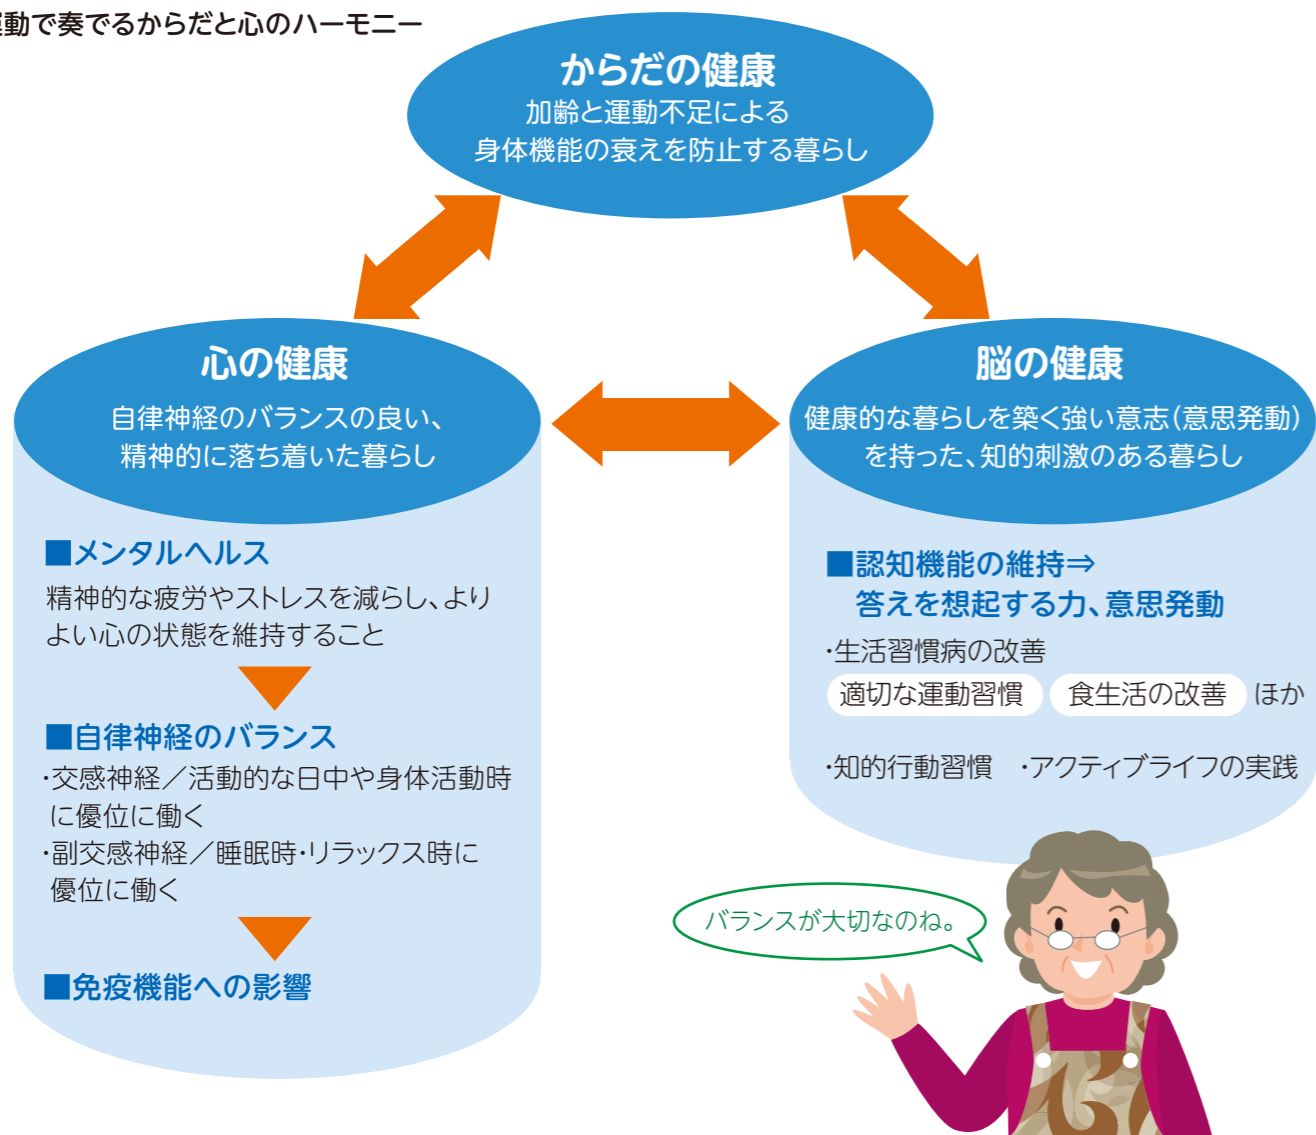 運動で奏でるからだと心のハーモニー
からだの健康
加齢と運動不足による
身体機能の衰えを防止する暮らし
心の健康
自律神経のバランスの良い、
精神的に落ち着いた暮らし
■メンタルヘルス
精神的な疲労やストレスを減らし、より
よい心の状態を維持すること
■自律神経のバランス
・交感神経／活動的な日中や身体活動時
に優位に働く
・副交感神経／睡眠時・リラックス時に
優位に働く
■免疫機能への影響
脳の健康
健康的な暮らしを築く強い意志(意思発動)
を持った、知的刺激のある暮らし
■認知機能の維持⇒
答えを想起する力、意思発動
・生活習慣病の改善
適切な運動習慣 食生活の改善 ほか
・知的行動習慣 ・アクティブライフの実践
バランスが大切なのね。